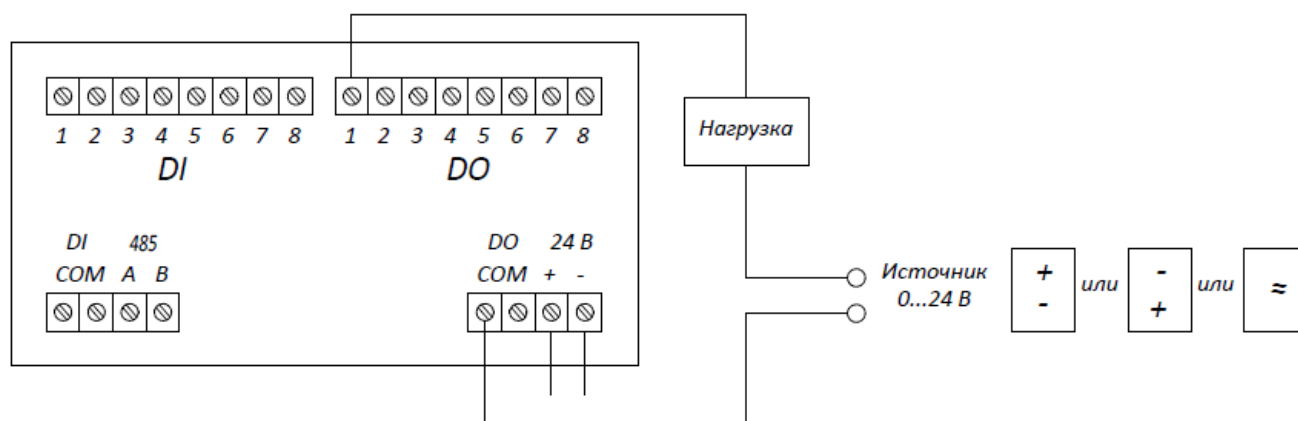 1 2 3 4 5 6 7 8
DI
1 2 3 4 5 6 7 8
DO
Нагрузка
DI 485
COM A B
DO 24 В
COM + -
Источник
0...24 В
+
-
или
-
+
или
≈